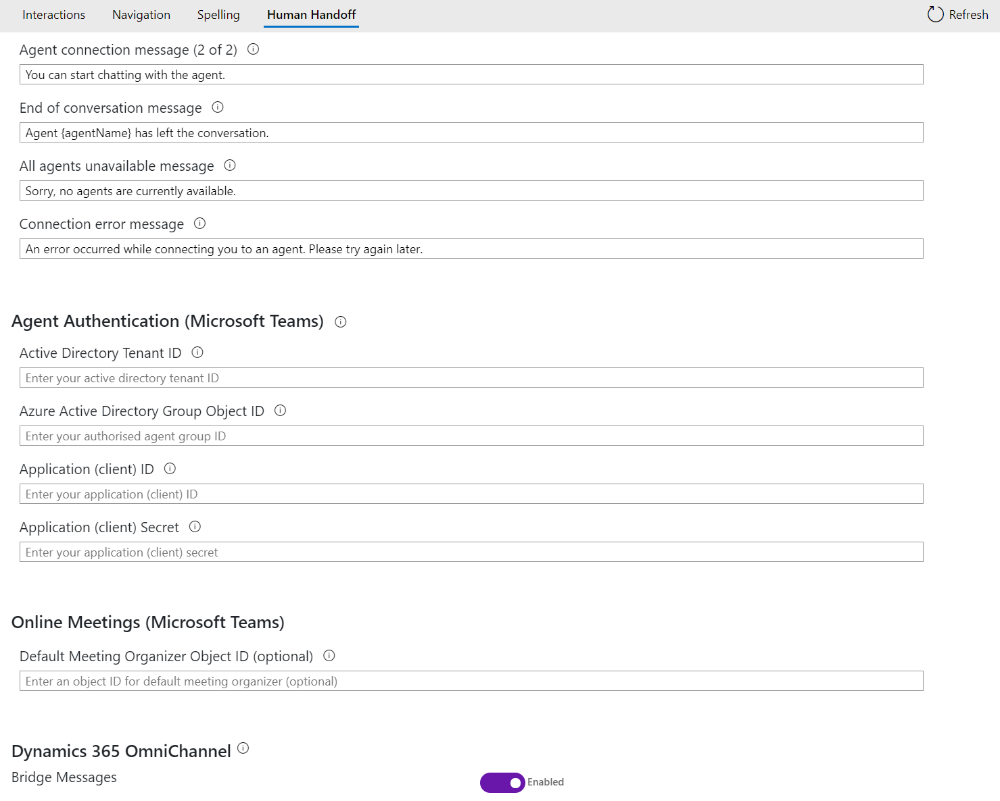 Interactions Navigation Spelling Human Handoff Refresh
Agent connection message (2 of 2)
You can start chatting with the agent.
End of conversation message
Agent {agentName} has left the conversation.
All agents unavailable message
Sorry, no agents are currently available.
Connection error message
An error occurred while connecting you to an agent. Please try again later.
Agent Authentication (Microsoft Teams)
Active Directory Tenant ID
Enter your active directory tenant ID
Azure Active Directory Group Object ID
Enter your authorised agent group ID
Application (client) ID
Enter your application (client) ID
Application (client) Secret
Enter your application (client) secret
Online Meetings (Microsoft Teams)
Default Meeting Organizer Object ID (optional)
Enter an object ID for default meeting organizer (optional)
Dynamics 365 OmniChannel
Bridge Messages Enabled